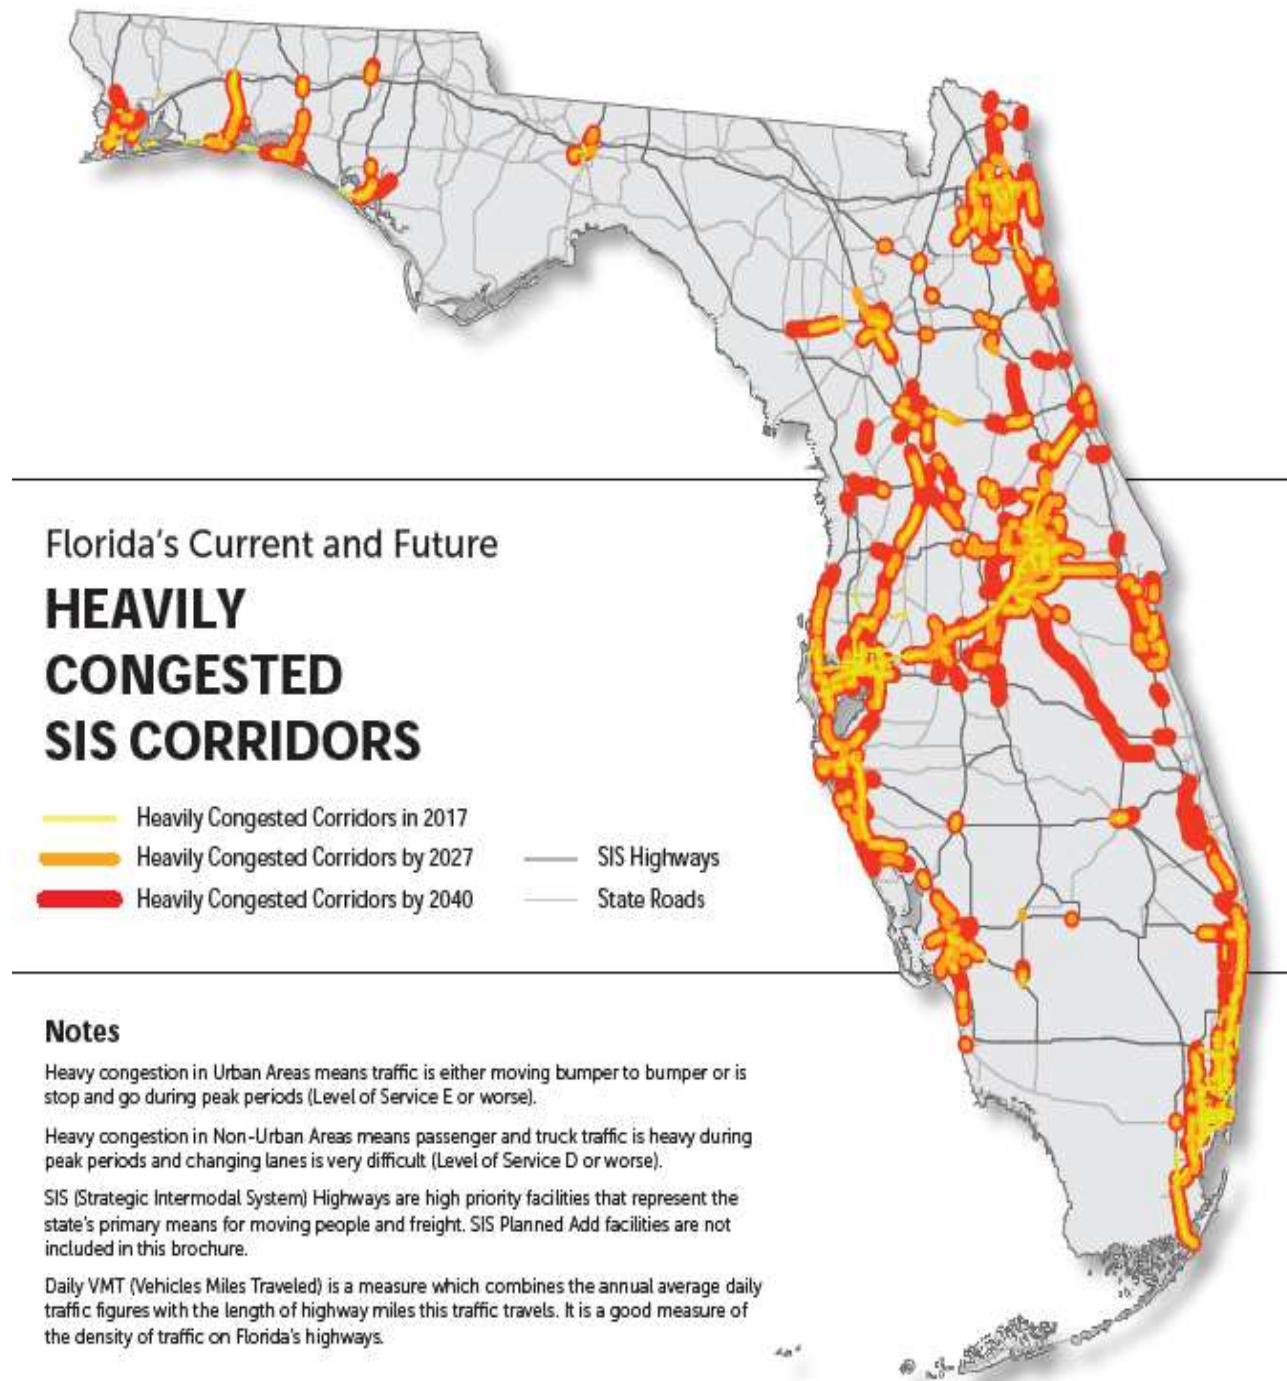 Florida's Current and Future
HEAVILY
CONGESTED
SIS CORRIDORS
Heavily Congested Corridors in 2017
Heavily Congested Corridors by 2027
SIS Highways
Heavily Congested Corridors by 2040
State Roads
Notes
Heavy congestion in Urban Areas means traffic is either moving bumper to bumper or is
stop and go during peak periods (Level of Service E or worse).
Heavy congestion in Non-Urban Areas means passenger and truck traffic is heavy during
peak periods and changing lanes is very difficult (Level of Service D or worse).
SIS (Strategic Intermodal System) Highways are high priority facilities that represent the
state's primary means for moving people and freight. SIS Planned Add facilities are not
included in this brochure.
Daily VMT (Vehicles Miles Traveled) is a measure which combines the annual average daily
traffic figures with the length of highway miles this traffic travels. It is a good measure of
the density of traffic on Florida's highways.